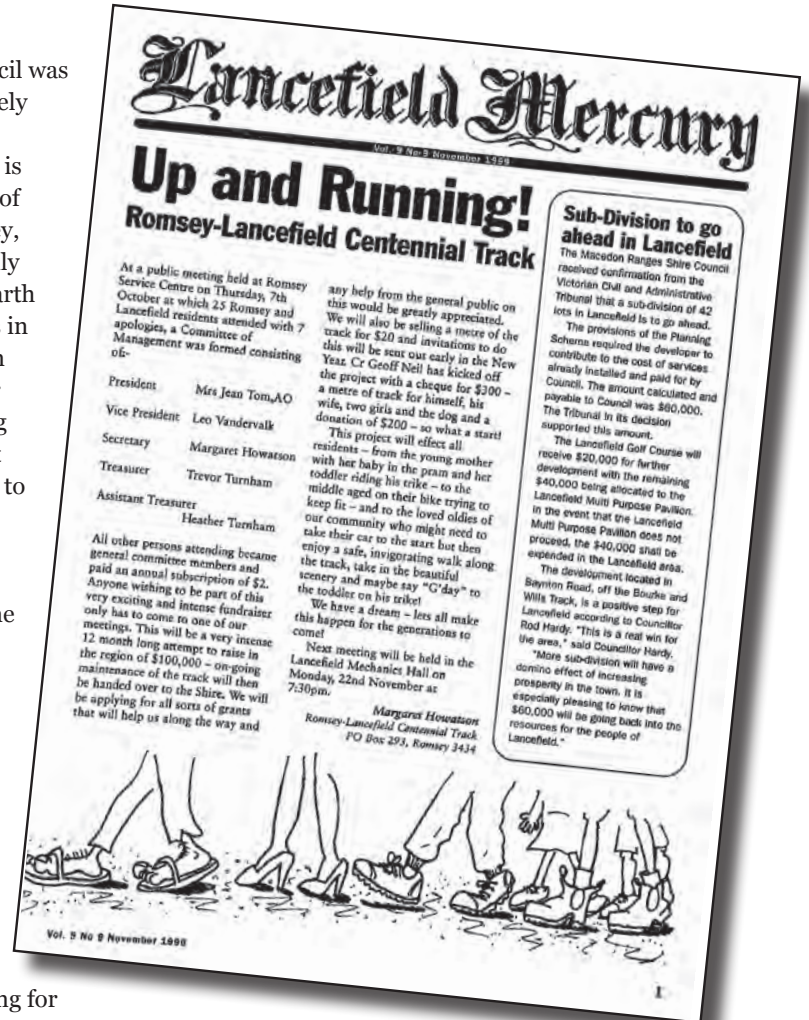 cil was
ely
is
of
y,
ly
arth
in
n
g
to
ne
ng for
Lancefield Mercury
Vol. 9 No 9 November 1999
Up and Running!
Romsey-Lancefield Centennial Track
At a public meeting held at Romsey
Service Centre on Thursday, 7th
October at which 25 Romsey and
Lancefield residents attended with 7
apologies, a Committee of
Management was formed consisting
of:-
President Mrs Jean Tom,AO
Vice President Leo Vandervalk
Secretary Margaret Howatson
Treasurer Trevor Turnham
Assistant Treasurer
Heather Turnham
All other persons attending became
general committee members and
paid an annual subscription of $2.
Anyone wishing to be part of this
very exciting and intense fundraiser
only has to come to one of our
meetings. This will be a very intense
12 month long attempt to raise in
the region of $100,000 – on-going
maintenance of the track will then
be handed over to the Shire. We will
be applying for all sorts of grants
that will help us along the way and
any help from the general public on
this would be greatly appreciated.
We will also be selling a metre of the
track for $20 and invitations to do
this will be sent out early in the New
Year. Cr Geoff Neil has kicked off
the project with a cheque for $300 –
a metre of track for himself, his
wife, two girls and the dog and a
donation of $200 – so what a start!
This project will effect all
residents – from the young mother
with her baby in the pram and her
toddler riding his trike – to the
middle aged on their bike trying to
keep fit – and to the loved oldies of
our community who might need to
take their car to the start but then
enjoy a safe, invigorating walk along
the track, take in the beautiful
scenery and maybe say "G'day" to
the toddler on his trike!
We have a dream – lets all make
this happen for the generations to
come!
Next meeting will be held in the
Lancefield Mechanics Hall on
Monday, 22nd November at
7:30pm.
Margaret Howatson
Romsey-Lancefield Centennial Track
PO Box 293, Romsey 3434
Sub-Division to go
ahead in Lancefield
The Macedon Ranges Shire Council
received confirmation from the
Victorian Civil and Administrative
Tribunal that a subdivision of 42
lots in Lancefield is to go ahead.
The provisions of the Planning
Scheme required the developer to
contribute to the cost of services
already installed and paid for by
Council. The amount calculated and
payable to Council was $60,000.
The Tribunal in its decision
supported this amount.
The Lancefield Golf Course will
receive $20,000 for further
development with the remaining
$40,000 being allocated to the
Lancefield Multi Purpose Pavilion.
In the event that the Lancefield
Multi Purpose Pavilion does not
proceed, the $40,000 shall be
expended in the Lancefield area.
The development located in
Baynton Road, off the Bourke and
Wills Track, is a positive step for
Lancefield according to Councillor
Rod Hardy. "This is a real win for
the area," said Councillor Hardy.
"More sub-division will have a
domino effect of increasing
prosperity in the town. It is
especially pleasing to know that
$60,000 will be going back into the
resources for the people of
Lancefield."
Vol. 9 No 9 November 1999
1